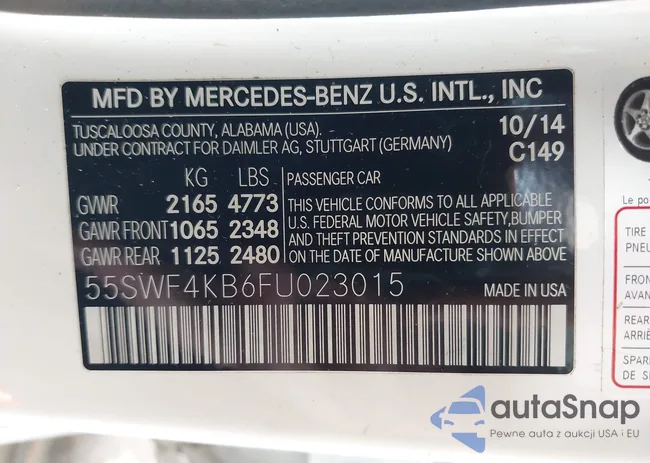 MFD BY MERCEDES-BENZ U.S. INTL., INC
TUSCALOOSA COUNTY, ALABAMA (USA). 10/14
UNDER CONTRACT FOR DAIMLER AG, STUTTGART (GERMANY) C149
KG LBS PASSENGER CAR
GVWR 2165 4773
GAWR FRONT 1065 2348
GAWR REAR 1125 2480
THIS VEHICLE CONFORMS TO ALL APPLICABLE
U.S. FEDERAL MOTOR VEHICLE SAFETY,BUMPER
AND THEFT PREVENTION STANDARDS IN EFFECT
ON DATE OF MANUFACTURE SHOWN ABOVE
55SWF4KB6FU023015 MADE IN USA
Le po
TIRE
PNEU
FRON
AVAN
REAR
ARRIÈ
SPAR
DE S
autaSnap
Pewne auta z aukcji USA i EU